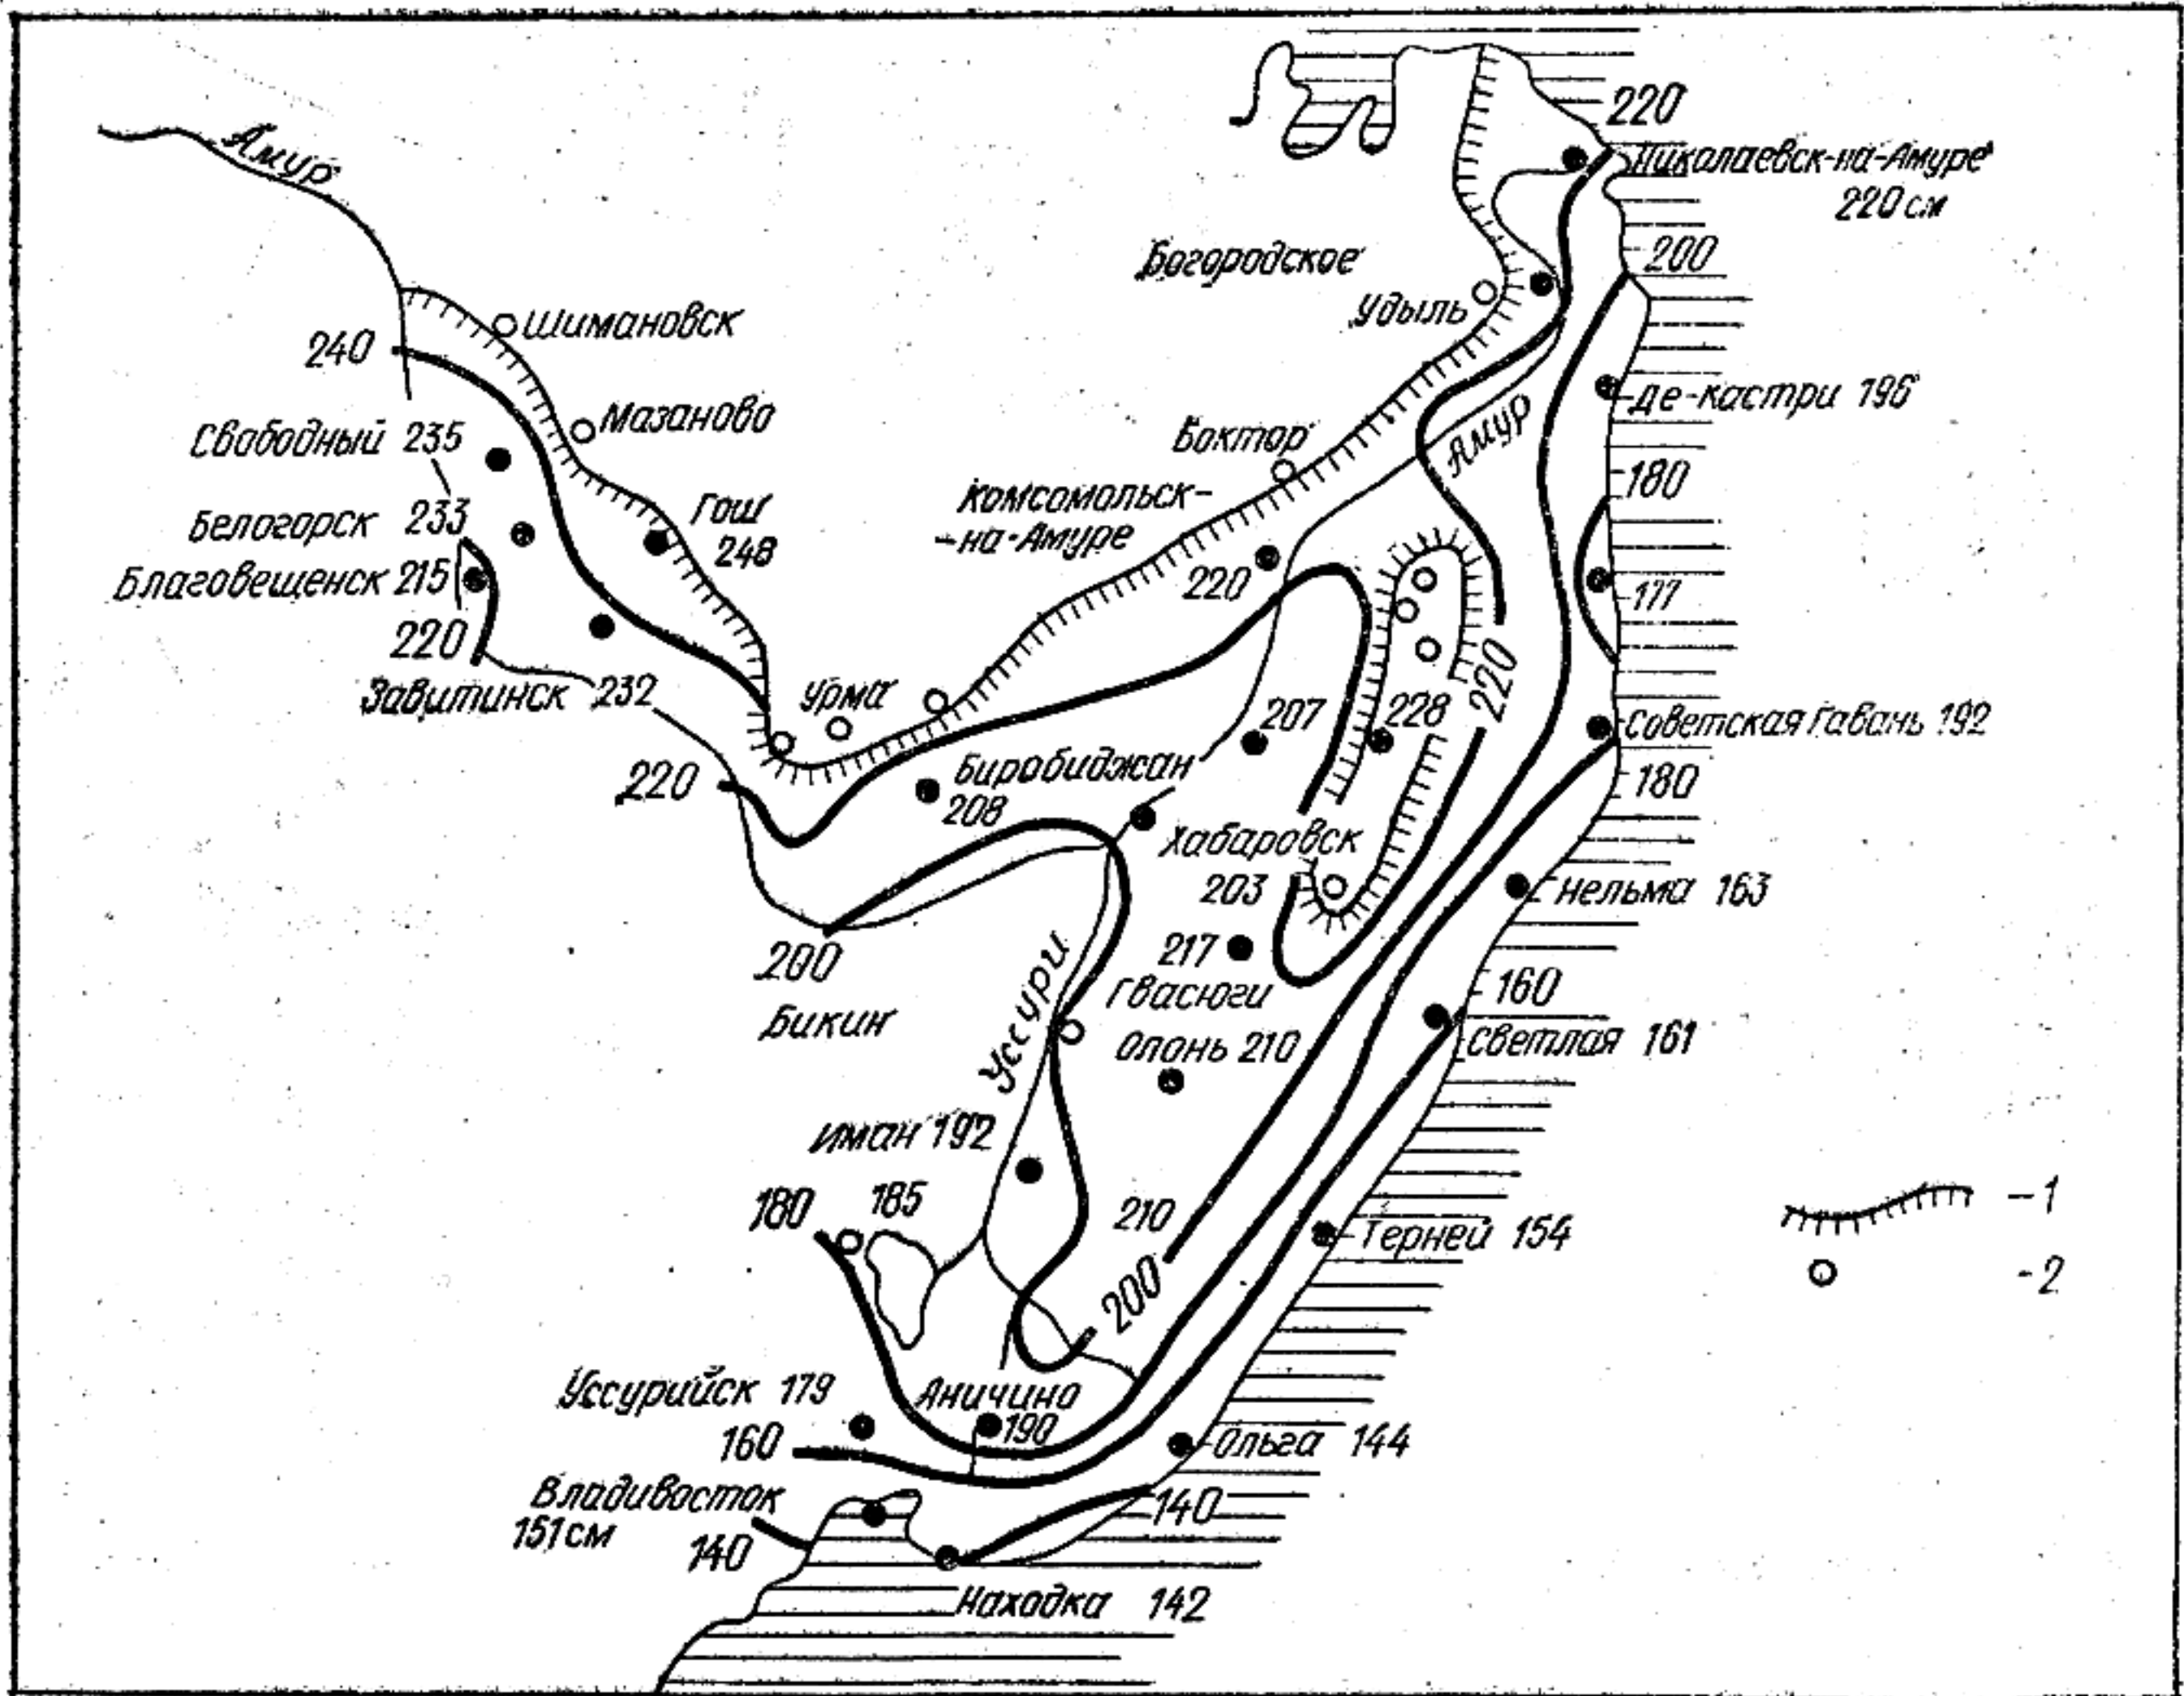 Амур
220
Николаевск-на-Амуре
220 см
200
Богородское
Удыль
Шимановск
240
Де-кастри 196
Мазаново
Свабодный 235
Боктор
Амур
180
Комсомольск-
-на-Амуре
220
Гош
248
Белогорск 233
Благовещенск 215
177
220
Завитинск 232
Урма
207
228
220
Советская Гавань 192
220
Биробиджан
208
180
Хабаровск
203
Нельма 163
217
Гвасюги
200
160
Бикин
Уссури
Олонь 210
Светлая 161
Иман 192
180
185
210
-1
Терней 154
-2
200
Уссурийск 179
Аничино
190
160
Ольга 144
Владивосток
151см
140
140
Находка 142